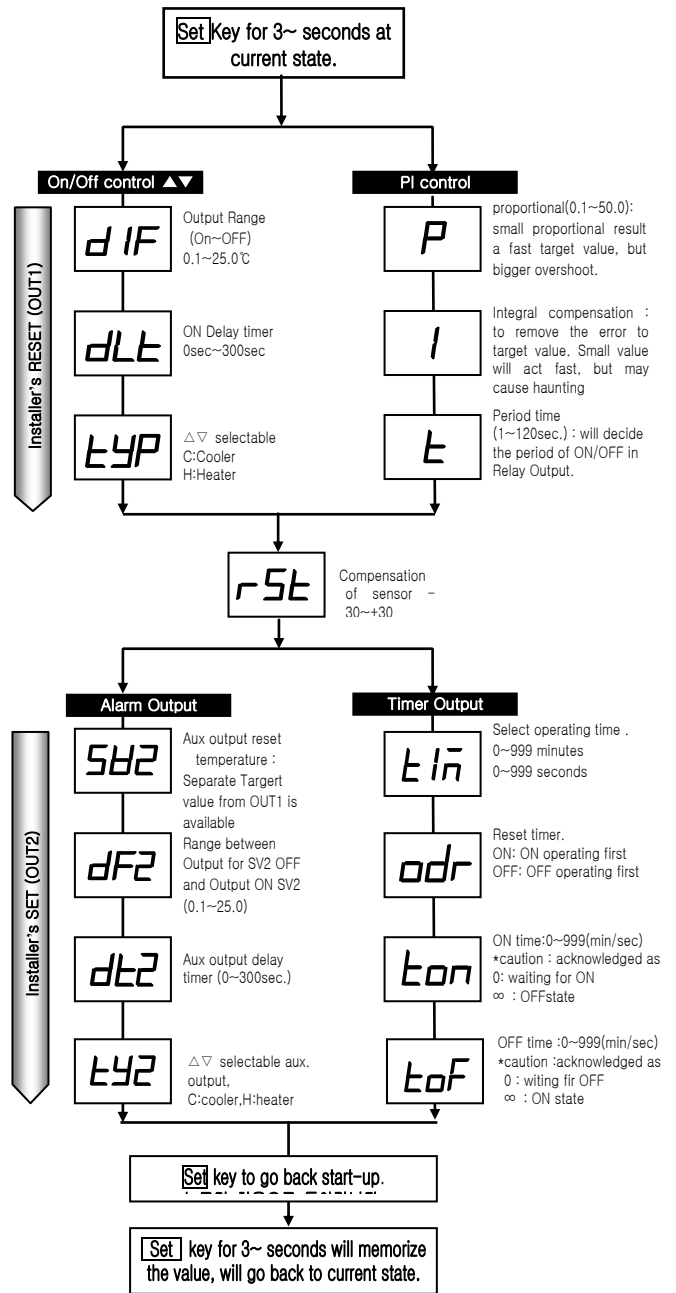 Set Key for 3~ seconds at
current state.
On/Off control ▲▼
PI control
Installer's RESET (OUT1)
dIF
Output Range
(On~OFF)
0.1~25.0℃
dLt
ON Delay timer
0sec~300sec
tYP
△▽ selectable
C:Cooler
H:Heater
P
proportional(0.1~50.0):
small proportional result
a fast target value, but
bigger overshoot.
I
Integral compensation :
to remove the error to
target value. Small value
will act fast, but may
cause haunting
t
Period time
(1~120sec.) : will decide
the period of ON/OFF in
Relay Output.
rSt
Compensation
of sensor -
30~+30
Alarm Output
Timer Output
Installer's SET (OUT2)
SV2
Aux output reset
temperature :
Separate Targert
value from OUT1 is
available
dF2
Range between
Output for SV2 OFF
and Output ON SV2
(0.1~25.0)
dt2
Aux output delay
timer (0~300sec.)
tY2
△▽ selectable aux.
output,
C:cooler,H:heater
tIm
Select operating time .
0~999 minutes
0~999 seconds
odr
Reset timer.
ON: ON operating first
OFF: OFF operating first
ton
ON time:0~999(min/sec)
*caution : acknowledged as
0: waiting for ON
∞ : OFFstate
toF
OFF time :0~999(min/sec)
*caution :acknowledged as
0 : witing fir OFF
∞ : ON state
Set key to go back start-up.
Set key for 3~ seconds will memorize
the value, will go back to current state.